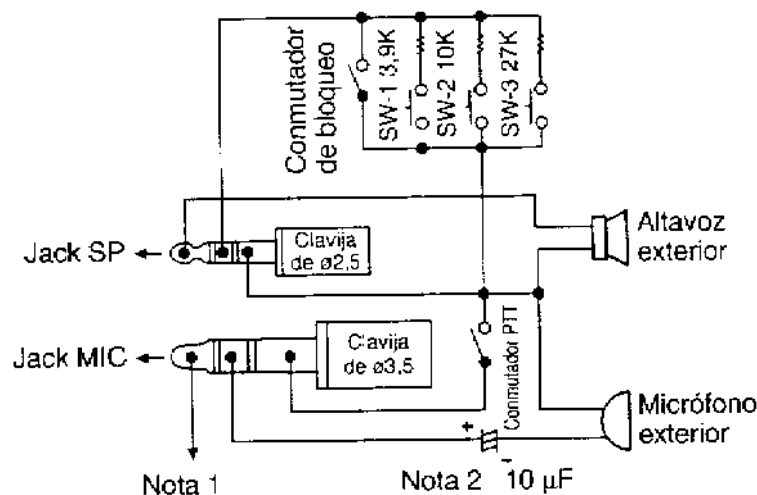 Conmutador
de bloqueo
SW-1 3,9K
SW-2 10K
SW-3 27K
Jack SP
Clavija
de ø2,5
Altavoz
exterior
Jack MIC
Clavija
de ø3,5
Conmutador PTT
Micrófono
exterior
+
-
Nota 1
Nota 2
10 µF